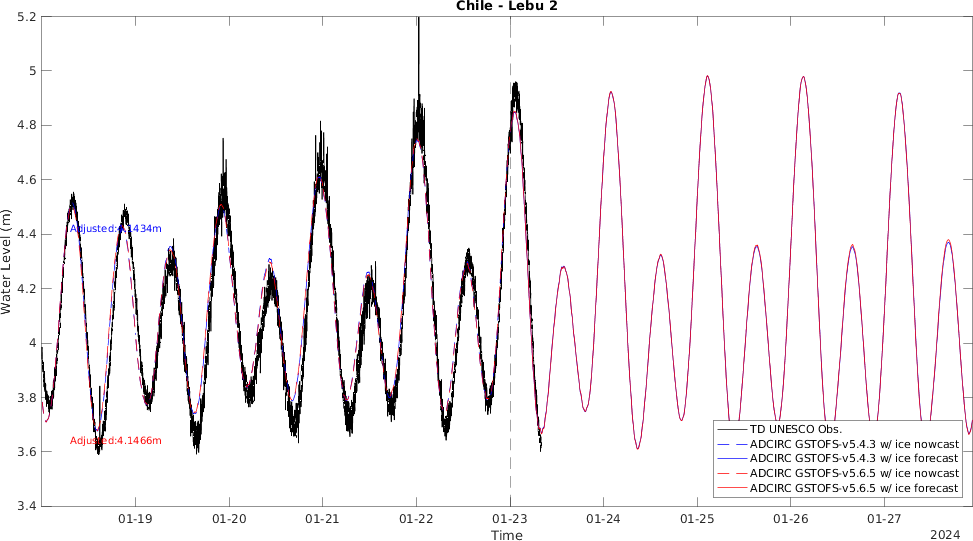 Chile - Lebu 2
5.2
5
4.8
4.6
4.4
4.2
4
3.8
3.6
3.4
Water Level (m)
Adjusted:4.1434m
Adjusted:4.1466m
TD UNESCO Obs.
ADCIRC GSTOFS-v5.4.3 w/ ice nowcast
ADCIRC GSTOFS-v5.4.3 w/ ice forecast
ADCIRC GSTOFS-v5.6.5 w/ ice nowcast
ADCIRC GSTOFS-v5.6.5 w/ ice forecast
01-19 01-20 01-21 01-22 01-23 01-24 01-25 01-26 01-27
Time
2024